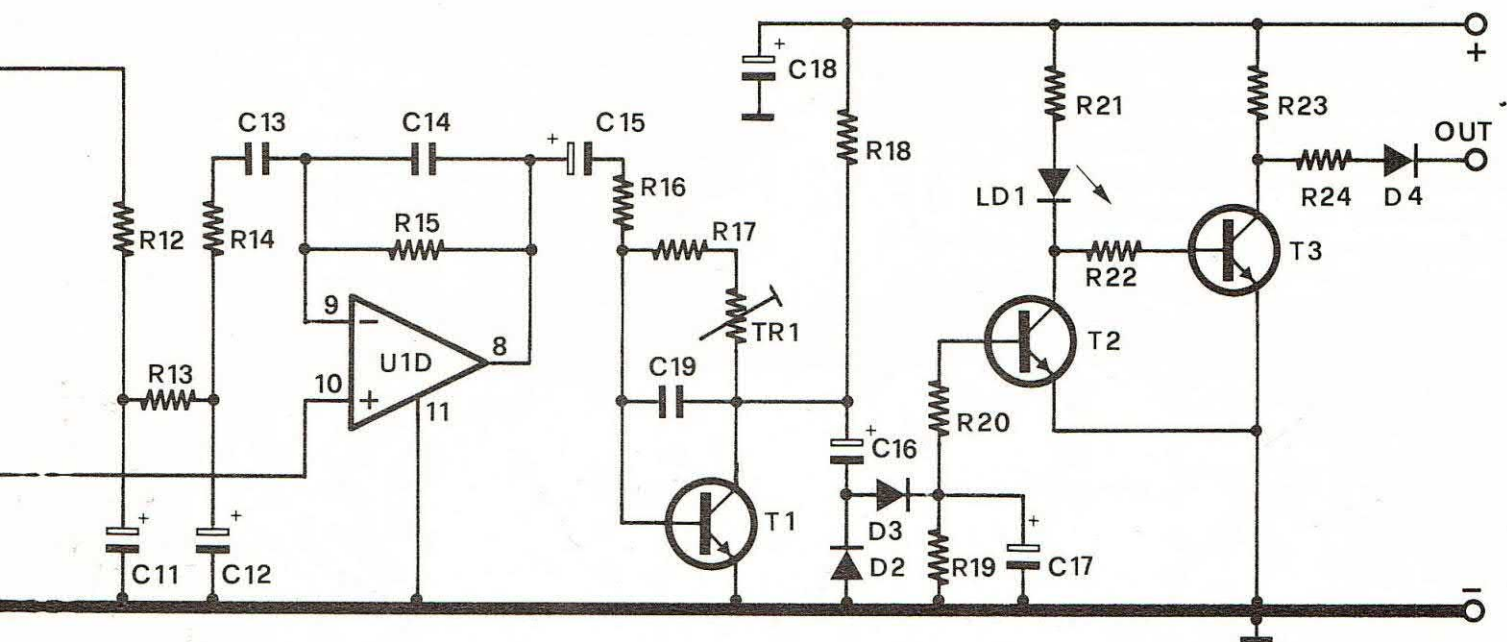 +
+
C18
R21
R23
C13
C14
+
C15
OUT
R18
R16
LD1
R24
D4
R12
R14
R15
R17
R22
T3
9
−
TR1
8
U1D
T2
R13
10
+
C19
11
R20
+
C16
+
+
T1
+
D3
C11
C12
D2
R19
C17
−